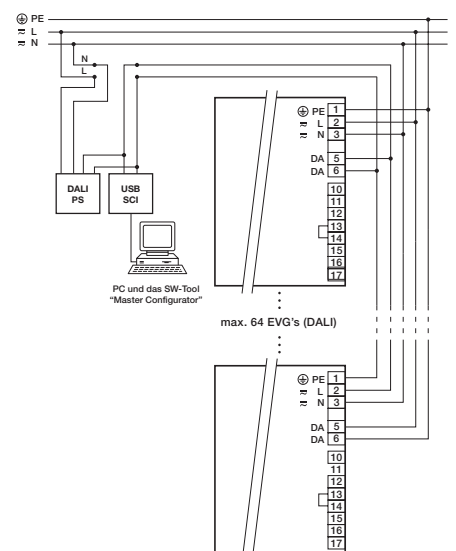 PE
≂ L
≂ N
N
L
DALI
PS
USB
SCI
PC und das SW-Tool
“Master Configurator”
PE 1
≂ L 2
≂ N 3
DA 5
DA 6
10
11
12
13
14
15
16
17
max. 64 EVG's (DALI)
PE 1
≂ L 2
≂ N 3
DA 5
DA 6
10
11
12
13
14
15
16
17